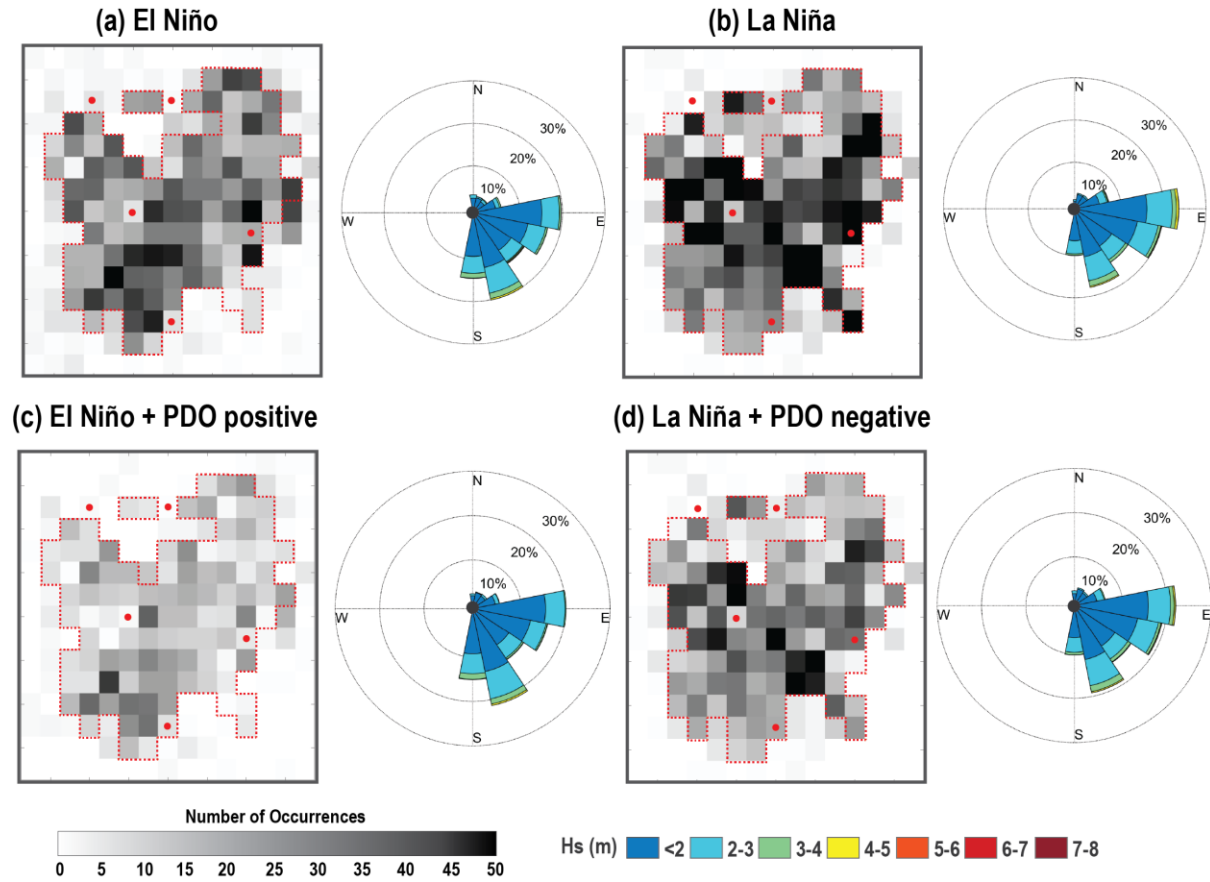 (a) El Niño
(b) La Niña
N
30%
20%
10%
W
E
S
N
30%
20%
10%
W
E
S
(c) El Niño + PDO positive
(d) La Niña + PDO negative
N
30%
20%
10%
W
E
S
N
30%
20%
10%
W
E
S
Number of Occurrences
0 5 10 15 20 25 30 35 40 45 50
Hs (m) <2 2-3 3-4 4-5 5-6 6-7 7-8